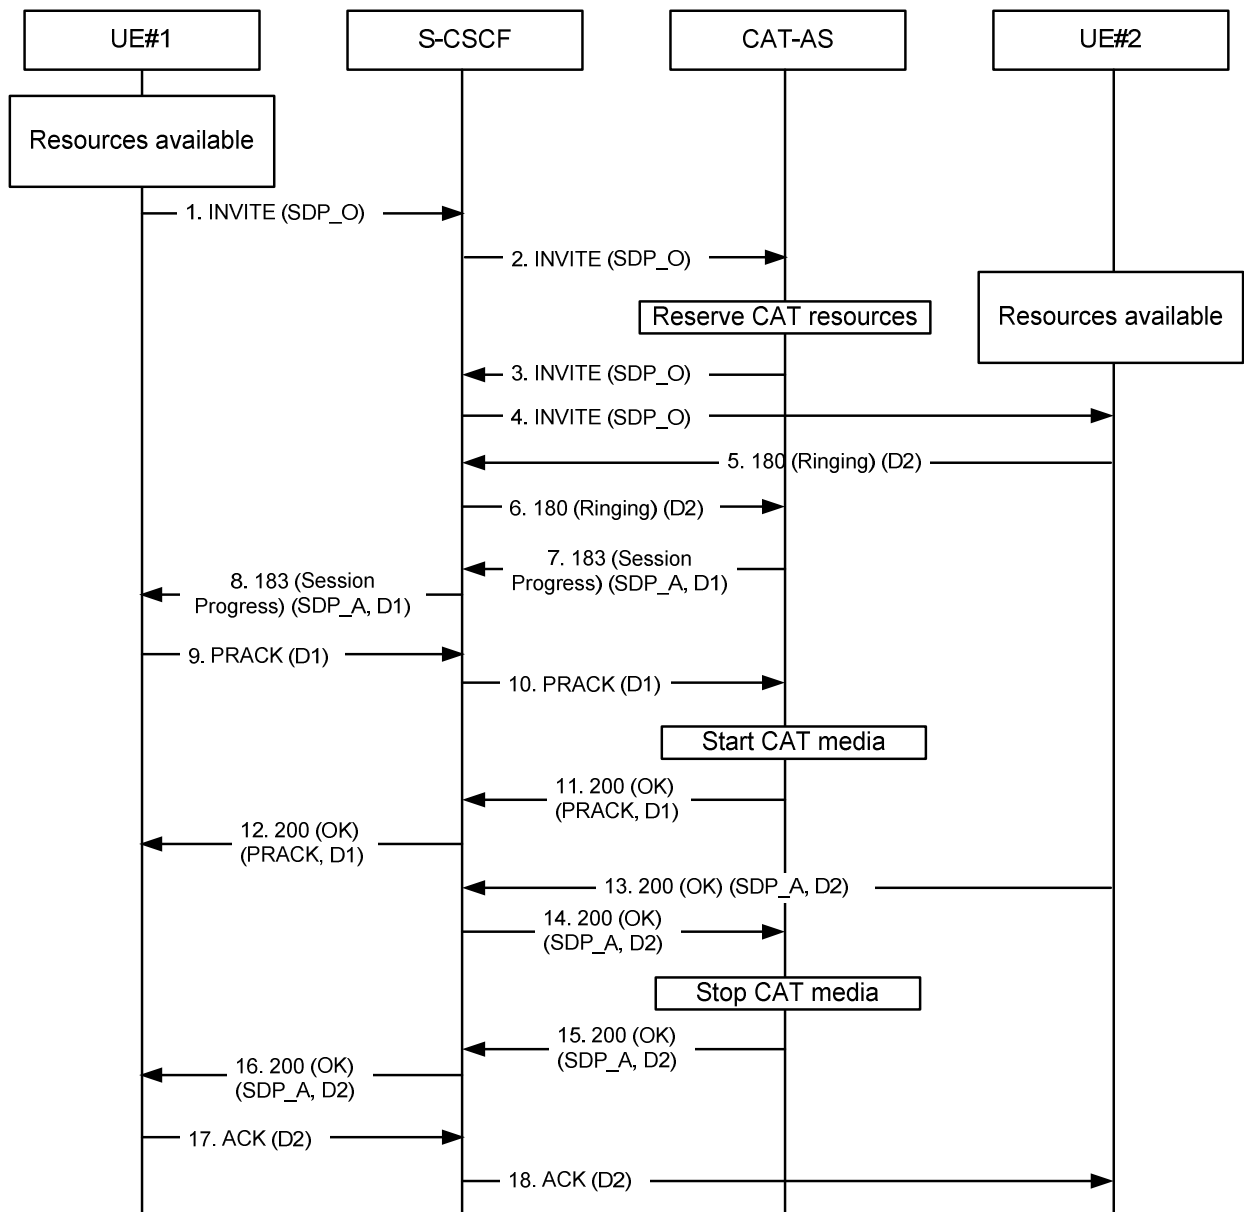 UE#1
S-CSCF
CAT-AS
UE#2
Resources available
1. INVITE (SDP_O)
2. INVITE (SDP_O)
Reserve CAT resources
Resources available
3. INVITE (SDP_O)
4. INVITE (SDP_O)
5. 180 (Ringing) (D2)
6. 180 (Ringing) (D2)
7. 183 (Session
Progress) (SDP_A, D1)
8. 183 (Session
Progress) (SDP_A, D1)
9. PRACK (D1)
10. PRACK (D1)
Start CAT media
11. 200 (OK)
(PRACK, D1)
12. 200 (OK)
(PRACK, D1)
13. 200 (OK) (SDP_A, D2)
14. 200 (OK)
(SDP_A, D2)
Stop CAT media
15. 200 (OK)
(SDP_A, D2)
16. 200 (OK)
(SDP_A, D2)
17. ACK (D2)
18. ACK (D2)